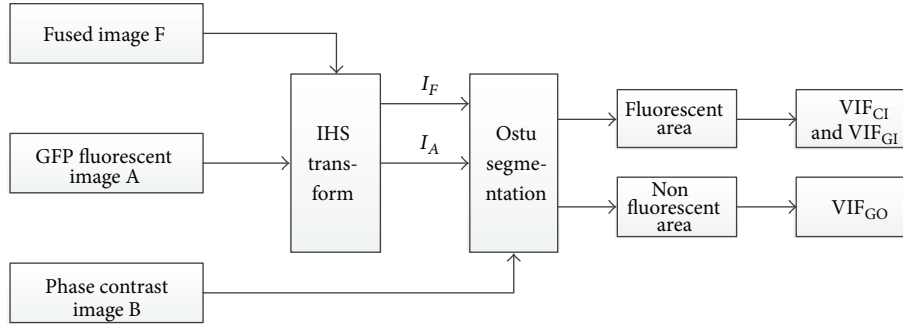 Fused image F
GFP fluorescent
image A
Phase contrast
image B
IHS
trans-
form
I_F
I_A
Ostu
segme-
ntation
Fluorescent
area
Non
fluorescent
area
VIF_CI
and VIF_GI
VIF_GO